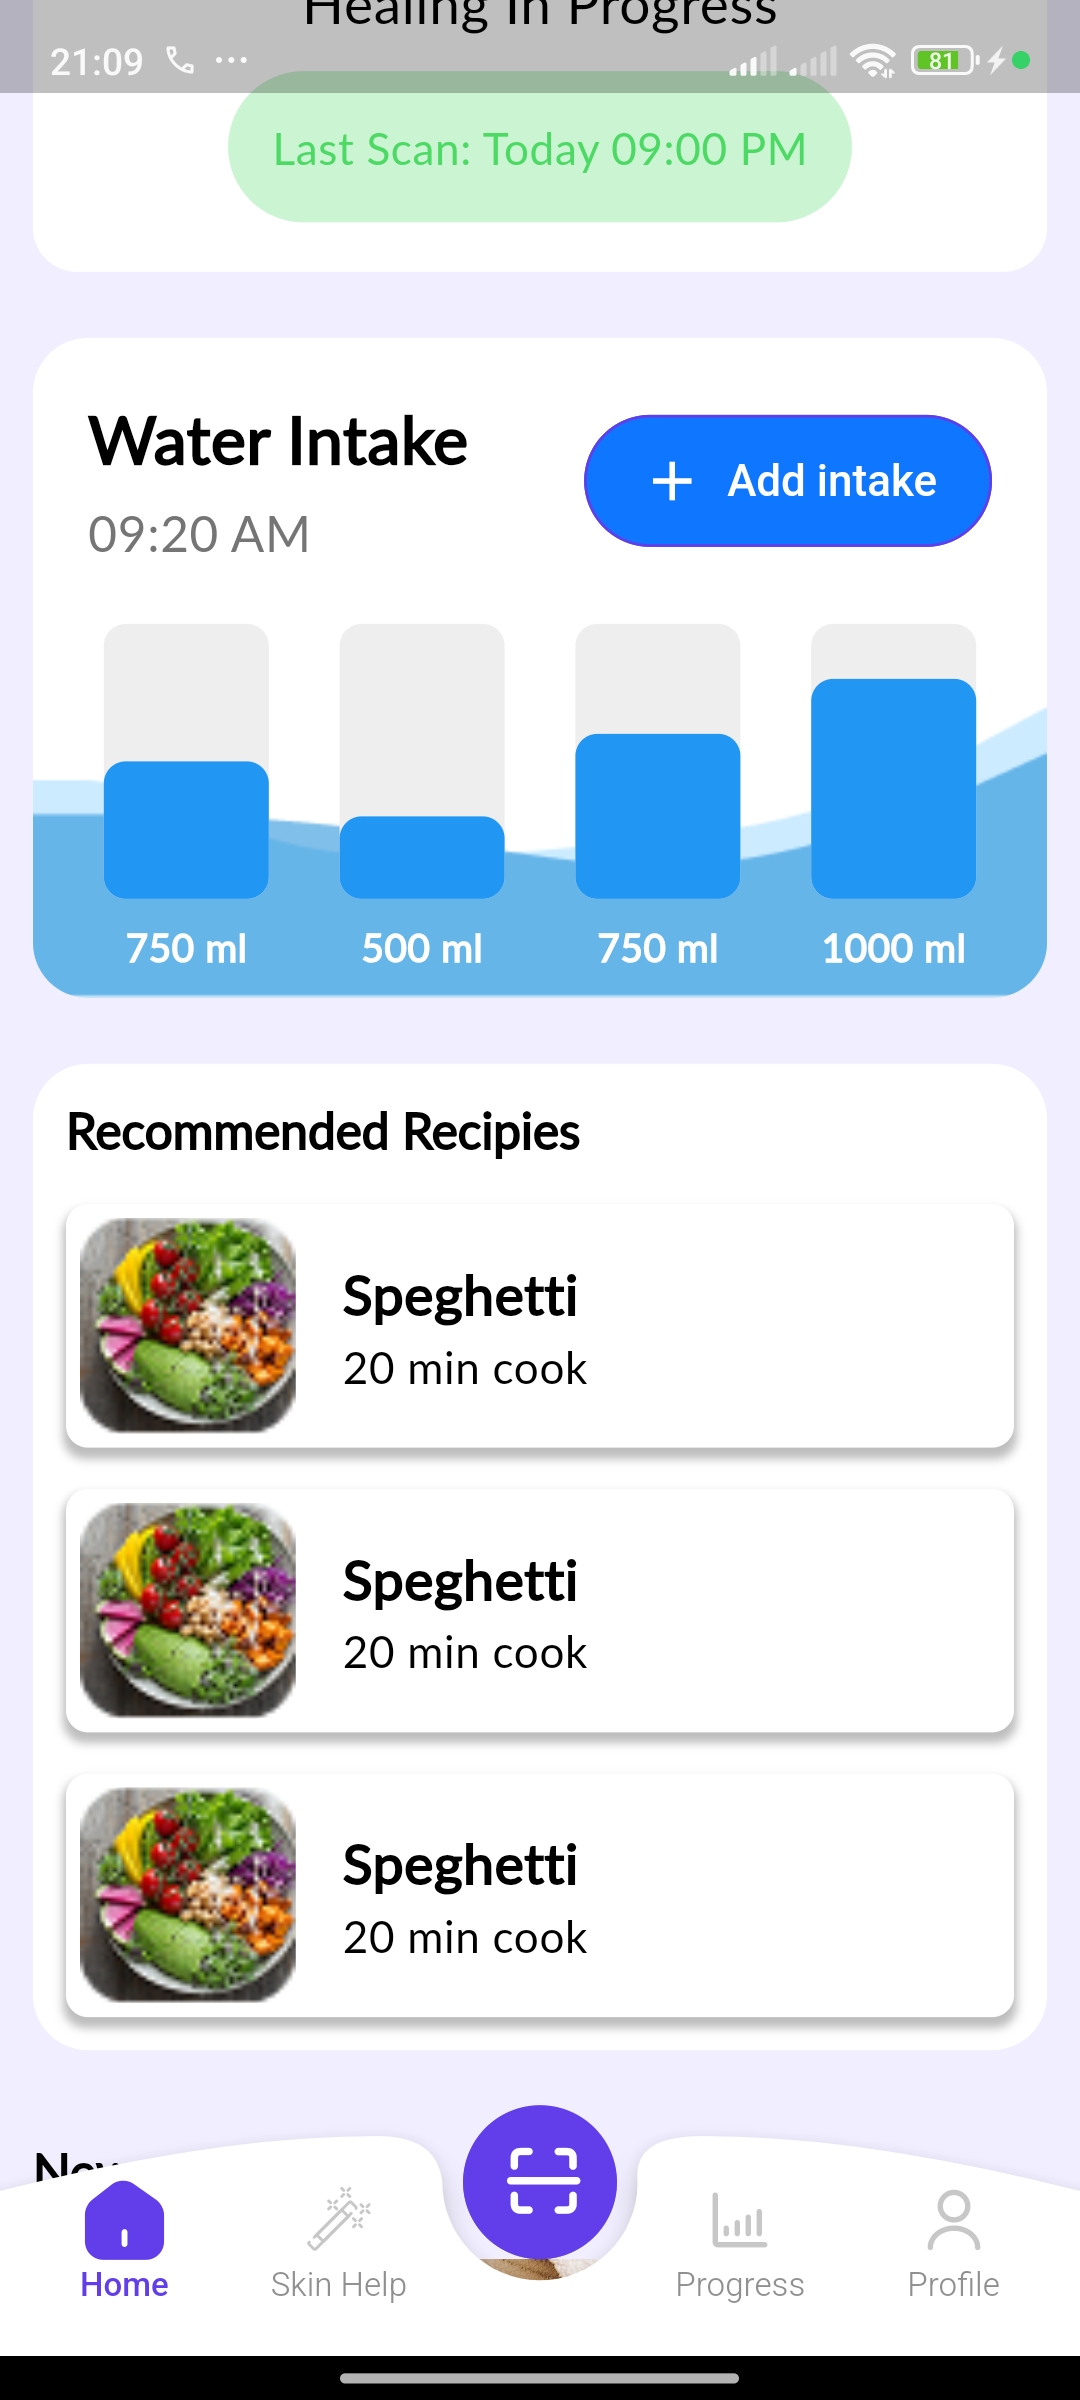 Healing in Progress
21:09
81
Last Scan: Today 09:00 PM
Water Intake
09:20 AM
+ Add intake
750 ml
500 ml
750 ml
1000 ml
Recommended Recipies
Speghetti
20 min cook
Speghetti
20 min cook
Speghetti
20 min cook
Home
Skin Help
Progress
Profile